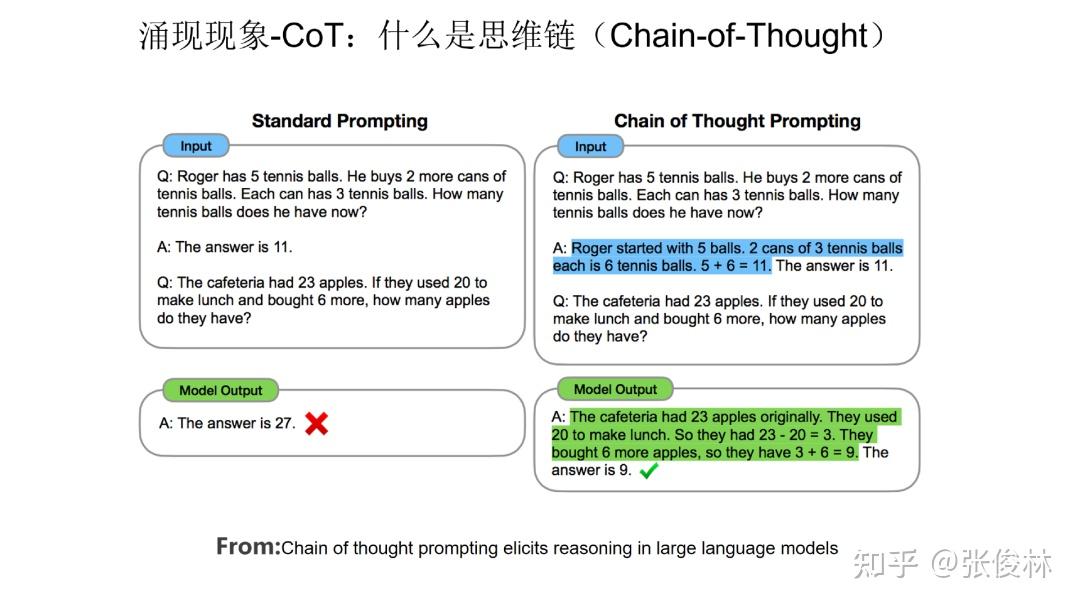 涌现现象-CoT：什么是思维链（Chain-of-Thought）
Standard Prompting
Input
Q: Roger has 5 tennis balls. He buys 2 more cans of
tennis balls. Each can has 3 tennis balls. How many
tennis balls does he have now?
A: The answer is 11.
Q: The cafeteria had 23 apples. If they used 20 to
make lunch and bought 6 more, how many apples
do they have?
Model Output
A: The answer is 27.
Chain of Thought Prompting
Input
Q: Roger has 5 tennis balls. He buys 2 more cans of
tennis balls. Each can has 3 tennis balls. How many
tennis balls does he have now?
A: Roger started with 5 balls. 2 cans of 3 tennis balls
each is 6 tennis balls. 5 + 6 = 11. The answer is 11.
Q: The cafeteria had 23 apples. If they used 20 to
make lunch and bought 6 more, how many apples
do they have?
Model Output
A: The cafeteria had 23 apples originally. They used
20 to make lunch. So they had 23 - 20 = 3. They
bought 6 more apples, so they have 3 + 6 = 9. The
answer is 9.
From:Chain of thought prompting elicits reasoning in large language models
知乎 @张俊林